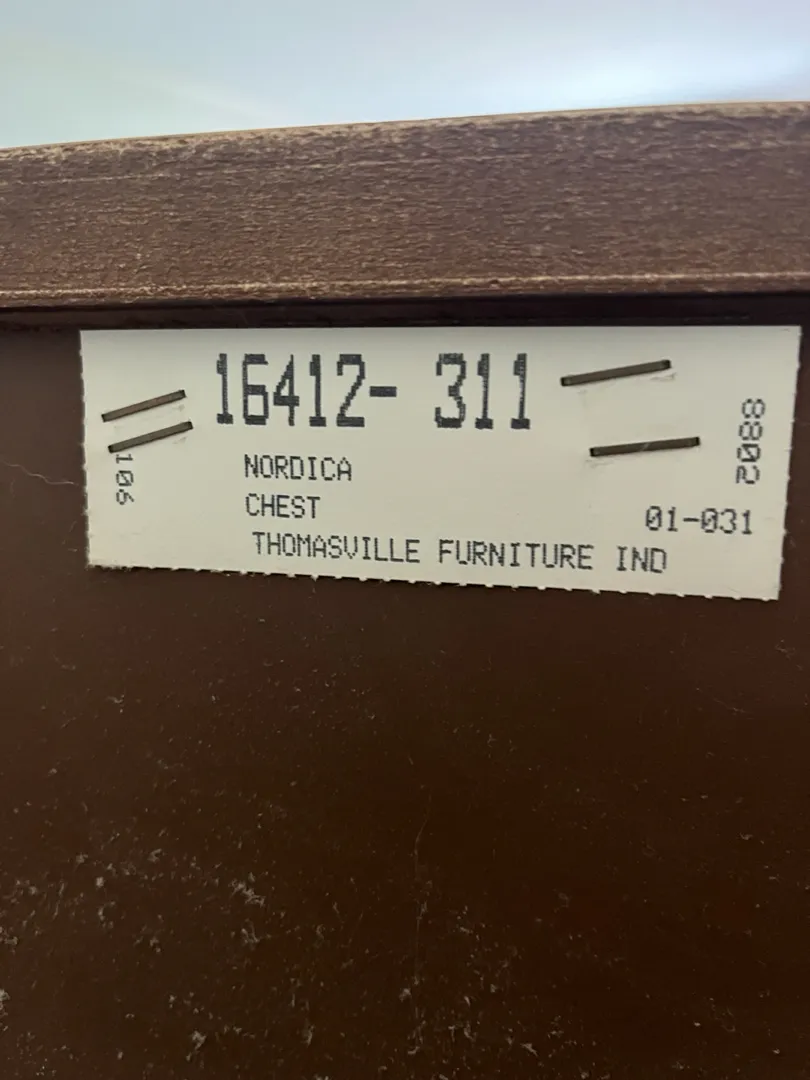 16412- 311
NORDICA
CHEST
01-031
THOMASVILLE FURNITURE IND
106
8802